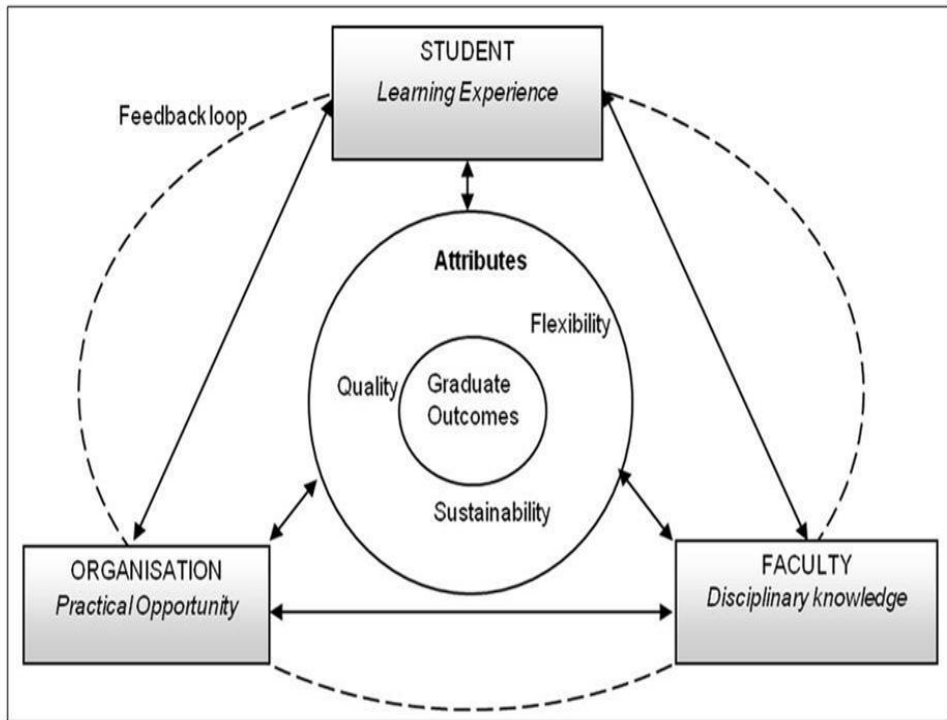 STUDENT
Learning Experience
Feedback loop
Attributes
Flexibility
Quality
Graduate
Outcomes
Sustainability
ORGANISATION
Practical Opportunity
FACULTY
Disciplinary knowledge